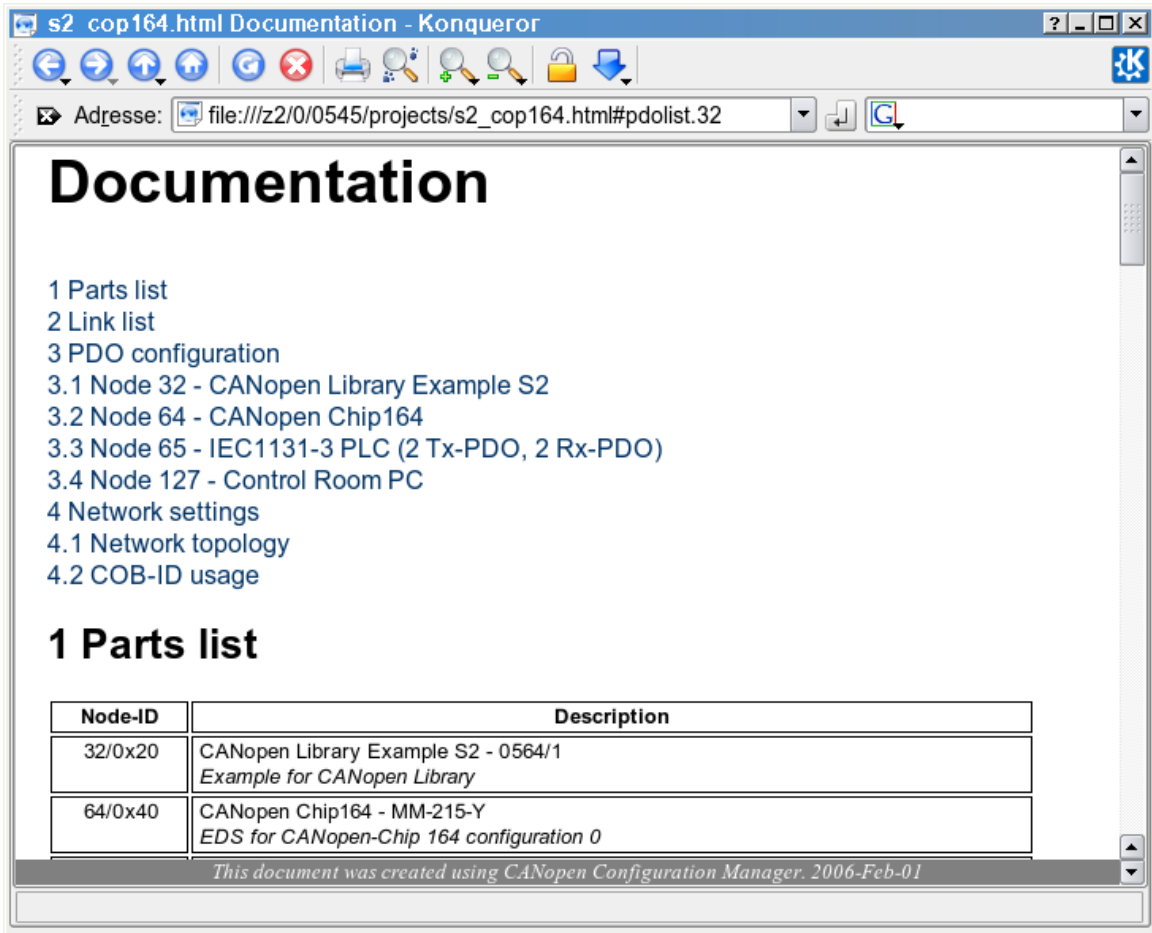 s2_cop164.html Documentation - Konqueror
Adresse: file:///z2/0/0545/projects/s2_cop164.html#pdolist.32
Documentation
1 Parts list
2 Link list
3 PDO configuration
3.1 Node 32 - CANopen Library Example S2
3.2 Node 64 - CANopen Chip164
3.3 Node 65 - IEC1131-3 PLC (2 Tx-PDO, 2 Rx-PDO)
3.4 Node 127 - Control Room PC
4 Network settings
4.1 Network topology
4.2 COB-ID usage
1 Parts list
Node-ID Description
32/0x20 CANopen Library Example S2 - 0564/1
Example for CANopen Library
64/0x40 CANopen Chip164 - MM-215-Y
EDS for CANopen-Chip 164 configuration 0
This document was created using CANopen Configuration Manager. 2006-Feb-01